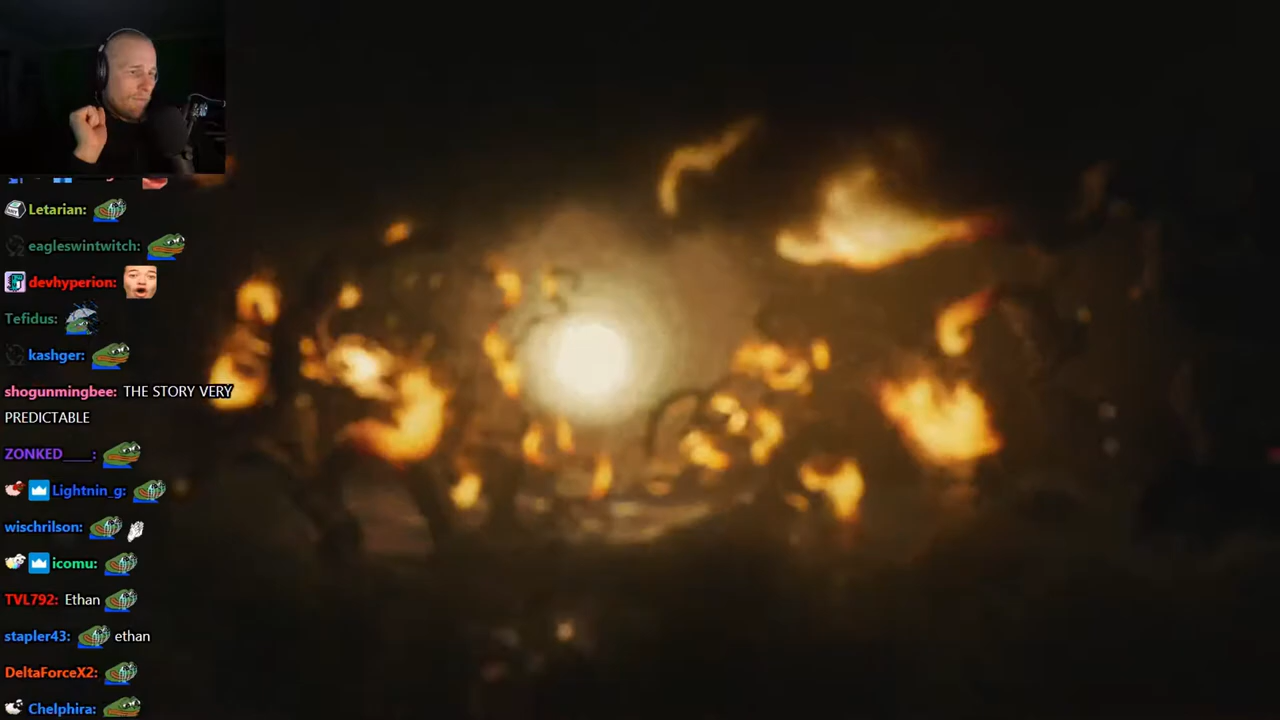 Letarian:
eagleswintwitch:
devhyperion:
Tefidus:
kashger:
shogunmingbee: THE STORY VERY
PREDICTABLE
ZONKED____:
Lightnin_g:
wischrilson:
icomu:
TVL792: Ethan
stapler43: ethan
DeltaForceX2:
Chelphira: